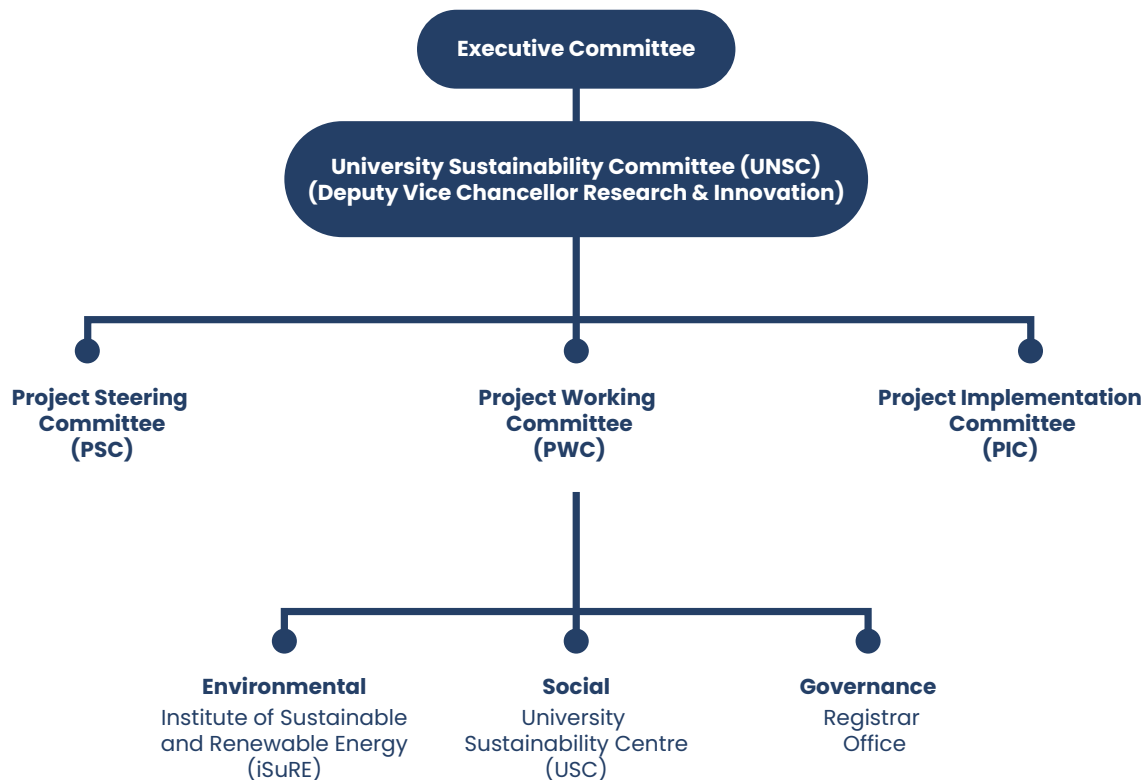 Executive Committee
University Sustainability Committee (UNSC)
(Deputy Vice Chancellor Research & Innovation)
Project Steering
Committee
(PSC)
Project Working
Committee
(PWC)
Project Implementation
Committee
(PIC)
Environmental
Institute of Sustainable
and Renewable Energy
(iSuRE)
Social
University
Sustainability Centre
(USC)
Governance
Registrar
Office